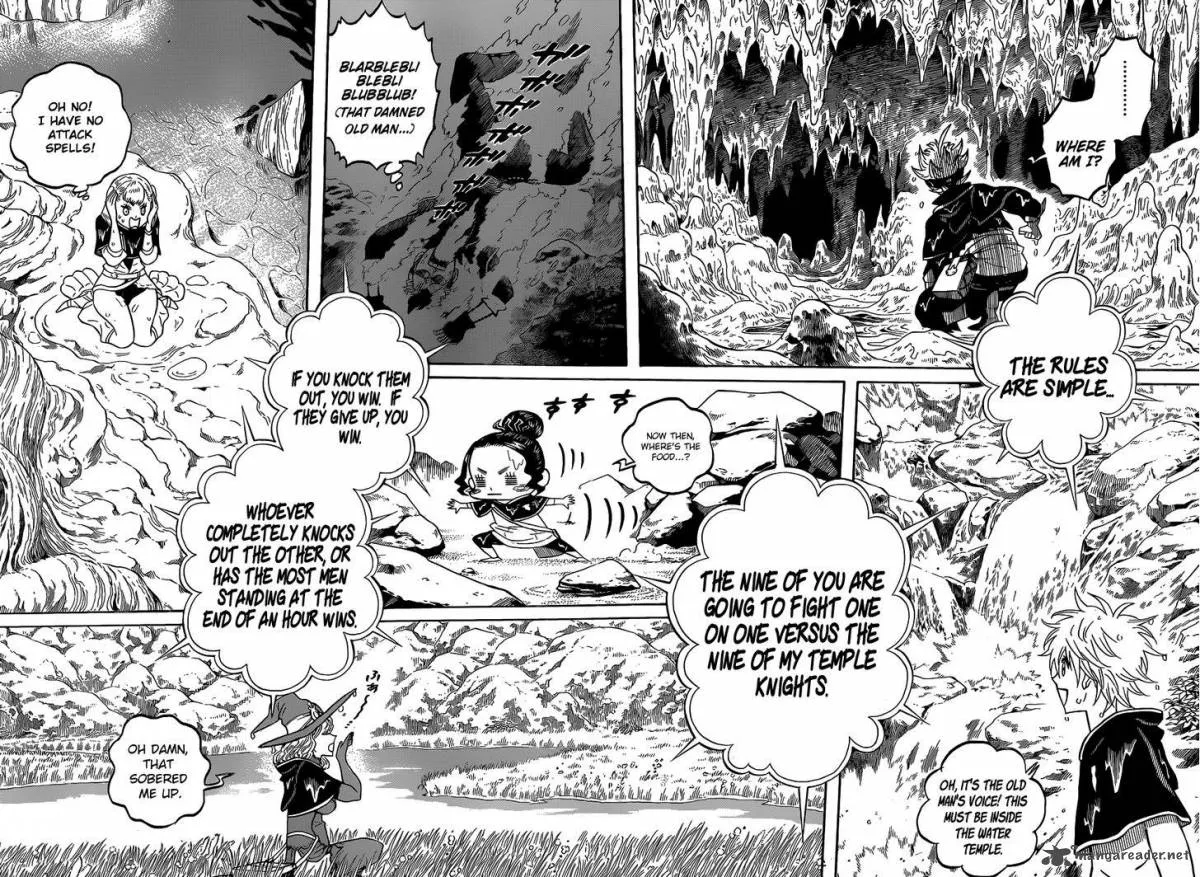 .........
WHERE
AM I?
BLARBLEBLI
BLEBLI
BLUBBLUB!
(THAT DAMNED
OLD MAN...)
OH NO!
I HAVE NO
ATTACK
SPELLS!
THE RULES
ARE SIMPLE...
OH, IT'S THE OLD
MAN'S VOICE! THIS
MUST BE INSIDE
THE WATER
TEMPLE.
THE NINE OF YOU ARE
GOING TO FIGHT ONE
ON ONE VERSUS THE
NINE OF MY TEMPLE
KNIGHTS.
NOW THEN,
WHERE'S THE
FOOD...?
IF YOU KNOCK THEM
OUT, YOU WIN. IF
THEY GIVE UP, YOU
WIN.
WHOEVER
COMPLETELY KNOCKS
OUT THE OTHER, OR
HAS THE MOST MEN
STANDING AT THE
END OF AN HOUR WINS.
OH DAMN,
THAT
SOBERED
ME UP.
mangareader.net